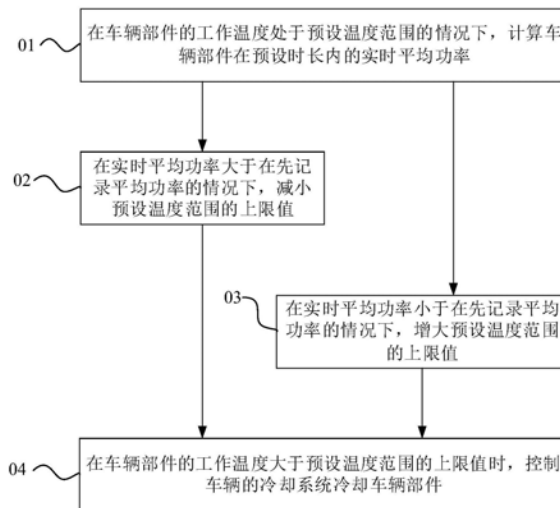 01
在车辆部件的工作温度处于预设温度范围的情况下，计算车
辆部件在预设时长内的实时平均功率
02
在实时平均功率大于在先记
录平均功率的情况下，减小
预设温度范围的上限值
03
在实时平均功率小于在先记录平均
功率的情况下，增大预设温度范围
的上限值
04
在车辆部件的工作温度大于预设温度范围的上限值时，控制
车辆的冷却系统冷却车辆部件